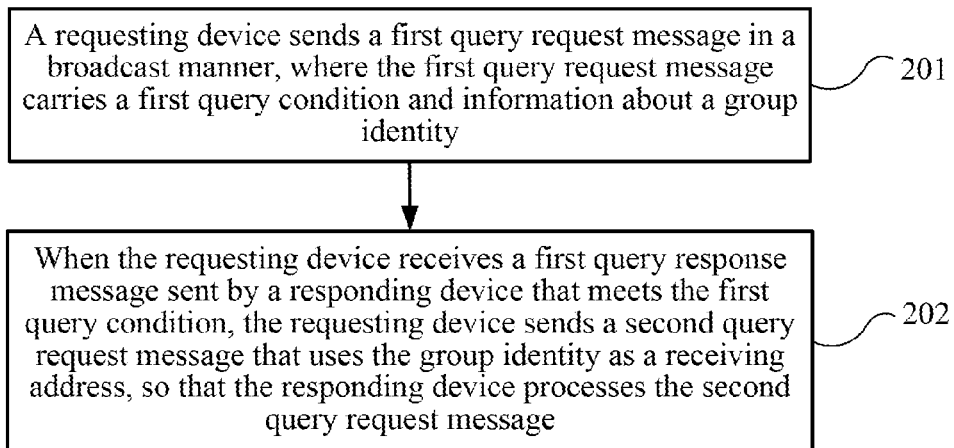 A requesting device sends a first query request message in a
broadcast manner, where the first query request message
carries a first query condition and information about a group
identity
201
When the requesting device receives a first query response
message sent by a responding device that meets the first
query condition, the requesting device sends a second query
request message that uses the group identity as a receiving
address, so that the responding device processes the second
query request message
202